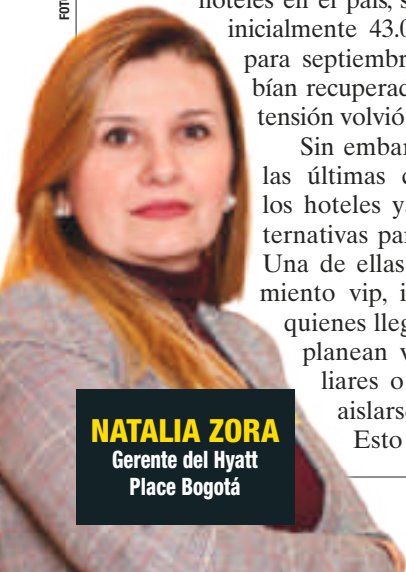 FOTO
hoteles en el país, s
inicialmente 43.0
para septiembr
bían recuperad
tensión volvió
Sin embar
las últimas
los hoteles y
ternativas par
Una de ellas
miento vip, i
quienes lleg
planean v
liares o
aislars
Esto
NATALIA ZORA
Gerente del Hyatt
Place Bogotá